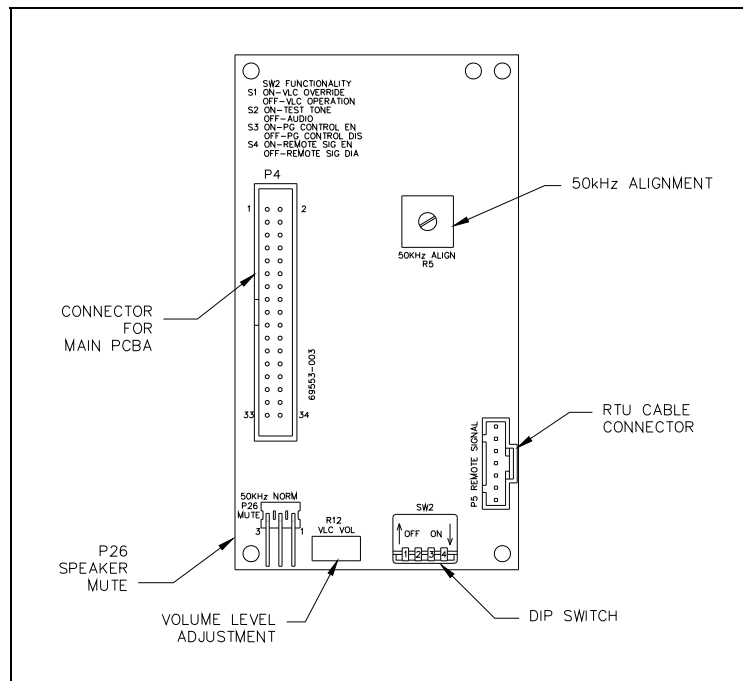 SW2 FUNCTIONALITY
S1 ON-VLC OVERRIDE
OFF-VLC OPERATION
S2 ON-TEST TONE
OFF-AUDIO
S3 ON-PG CONTROL EN
OFF-PG CONTROL DIS
S4 ON-REMOTE SIG EN
OFF-REMOTE SIG DIA
P4
1 2
33 34
69553-003
50KHz ALIGN
R5
50kHz ALIGNMENT
CONNECTOR
FOR
MAIN PCBA
RTU CABLE
CONNECTOR
P5 REMOTE SIGNAL
50KHz NORM
P26
MUTE
3 1
R12
VLC VOL
SW2
OFF ON
1 2 3 4
P26
SPEAKER
MUTE
VOLUME LEVEL
ADJUSTMENT
DIP SWITCH